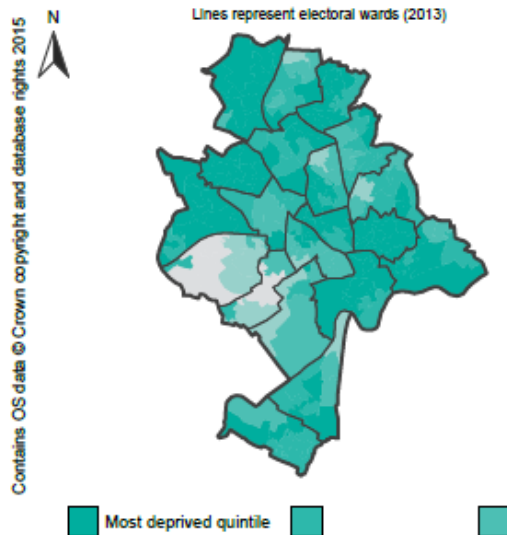 Lines represent electoral wards (2013)
N
Contains OS data © Crown copyright and database rights 2015
Most deprived quintile